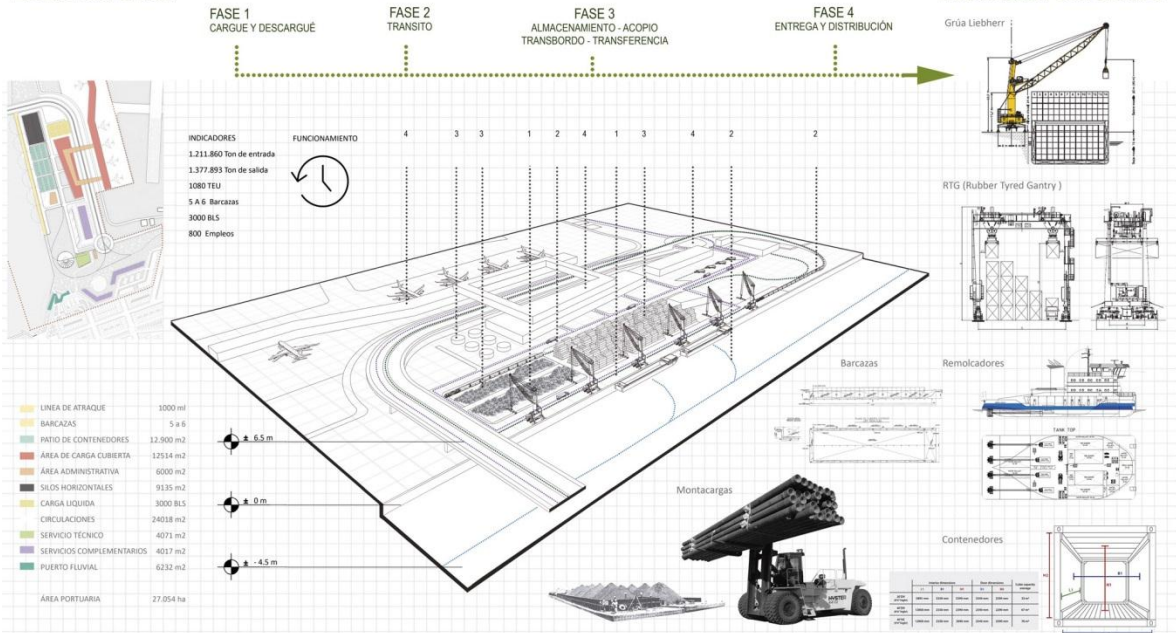 FASE 1
CARGUE Y DESCARGUÉ
FASE 2
TRANSITO
FASE 3
ALMACENAMIENTO - ACOPIO
TRANSBORDO - TRANSFERENCIA
FASE 4
ENTREGA Y DISTRIBUCIÓN
Grúa Liebherr
INDICADORES
1.211.860 Ton de entrada
1.377.893 Ton de salida
1080 TEU
5 A 6 Barcazas
3000 BLS
800 Empleos
FUNCIONAMIENTO
4 3 3 1 2 4 1 3 4 2 2
RTG (Rubber Tyred Gantry )
Barcazas
Remolcadores
TANK TOP
LINEA DE ATRAQUE 1000 ml
BARCAZAS 5 a 6
PATIO DE CONTENEDORES 12.900 m2
ÁREA DE CARGA CUBIERTA 12514 m2
ÁREA ADMINISTRATIVA 6000 m2
SILOS HORIZONTALES 9135 m2
CARGA LIQUIDA 3000 BLS
CIRCULACIONES 24018 m2
SERVICIO TÉCNICO 4071 m2
SERVICIOS COMPLEMENTARIOS 4017 m2
PUERTO FLUVIAL 6232 m2
ÁREA PORTUARIA 27.054 ha
± 6.5 m
± 0 m
± - 4.5 m
Montacargas
HYSTER
Contenedores